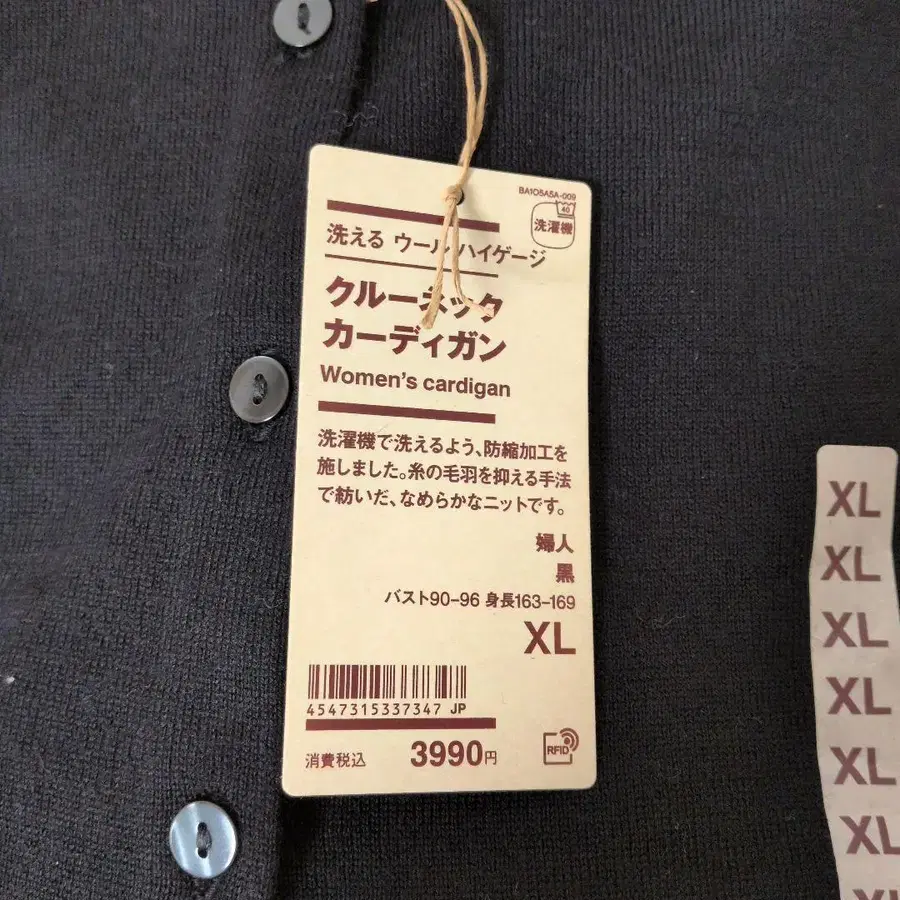 BA1O5A5A-009
40
洗濯機
洗える ウールハイゲージ
クルーネック
カーディガン
Women's cardigan
洗濯機で洗えるよう、防縮加工を
施しました。糸の毛羽を抑える手法
で紡いだ、なめらかなニットです。
婦人
黒
バスト90-96 身長163-169
XL
4547315337347 JP
消費税込 3990円
RFID
XL
XL
XL
XL
XL
XL
XL